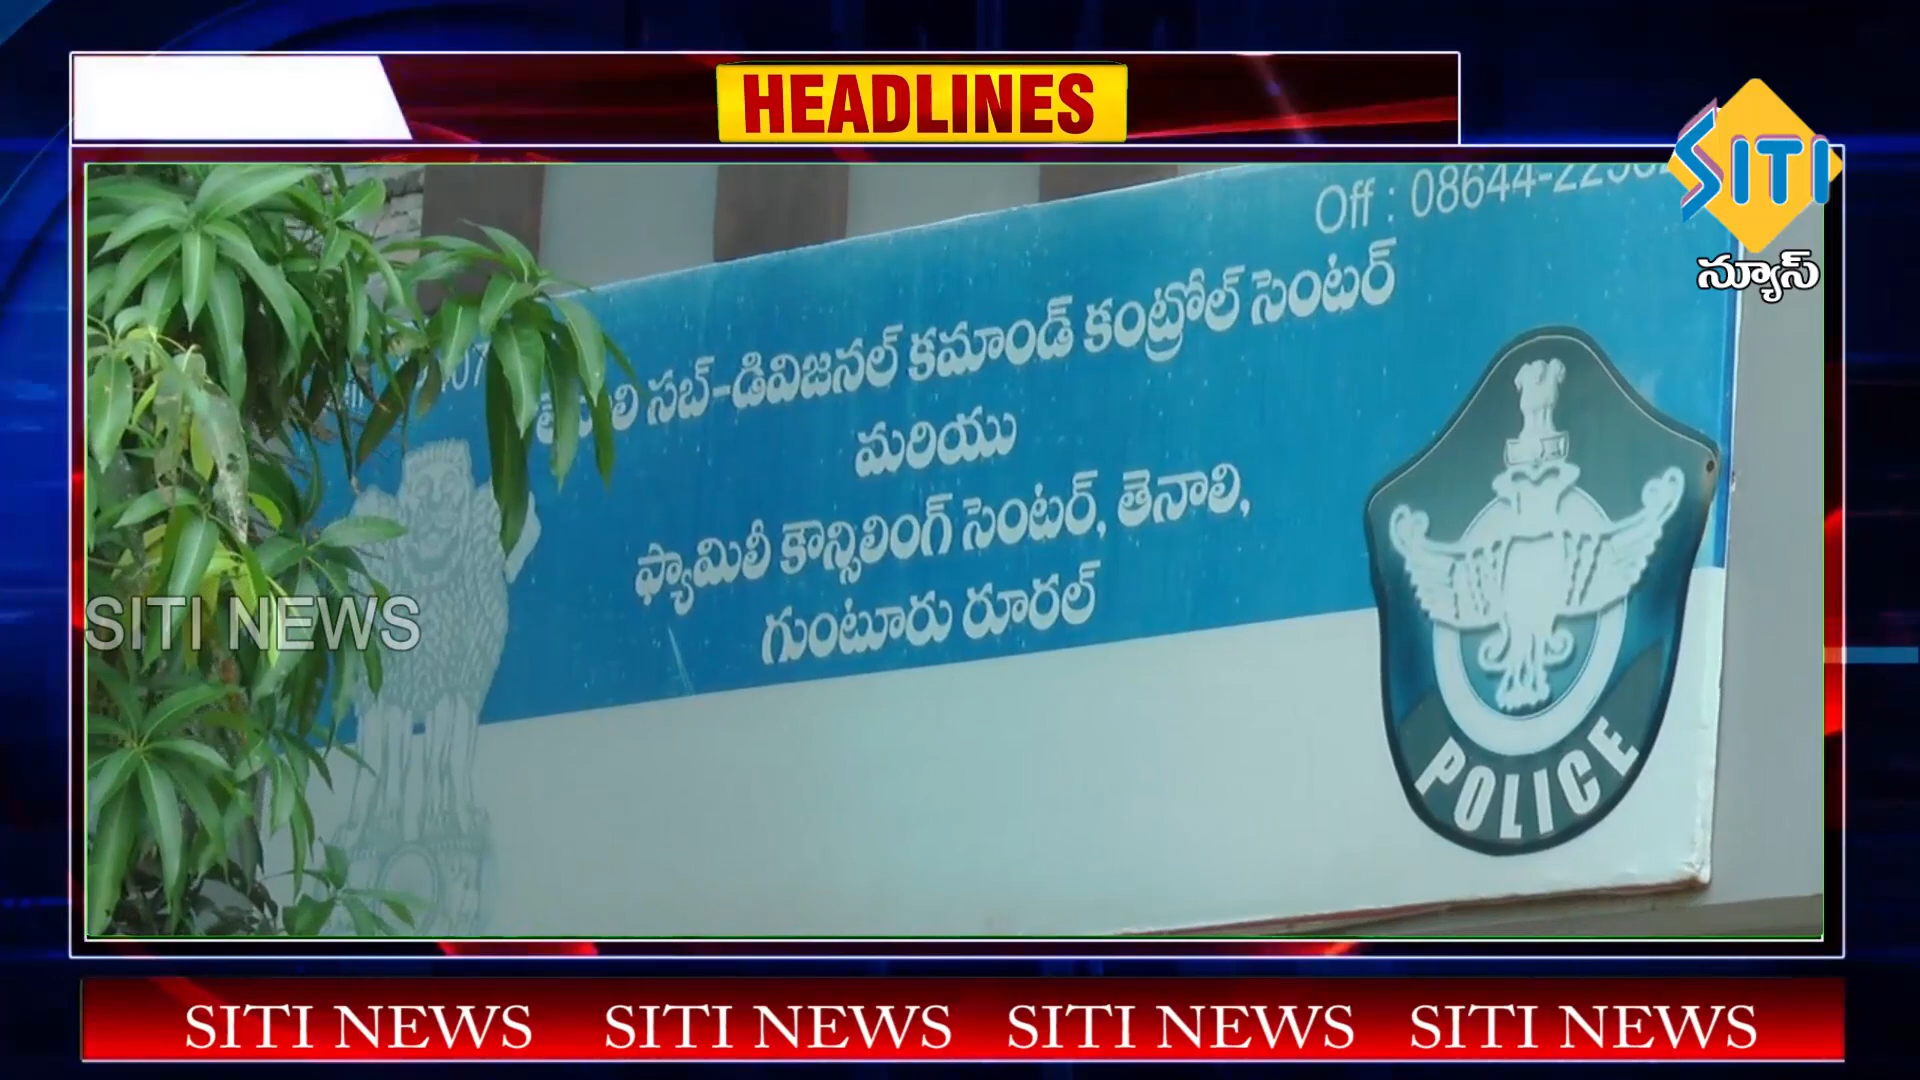 HEADLINES
SITI
న్యూస్
Off : 08644-
సబ్-డివిజనల్ కమాండ్ కంట్రోల్ సెంటర్
మరియు
ఫ్యామిలీ కౌన్సిలింగ్ సెంటర్, తెనాలి,
గుంటూరు రూరల్
POLICE
SITI NEWS
SITI NEWS SITI NEWS SITI NEWS SITI NEWS